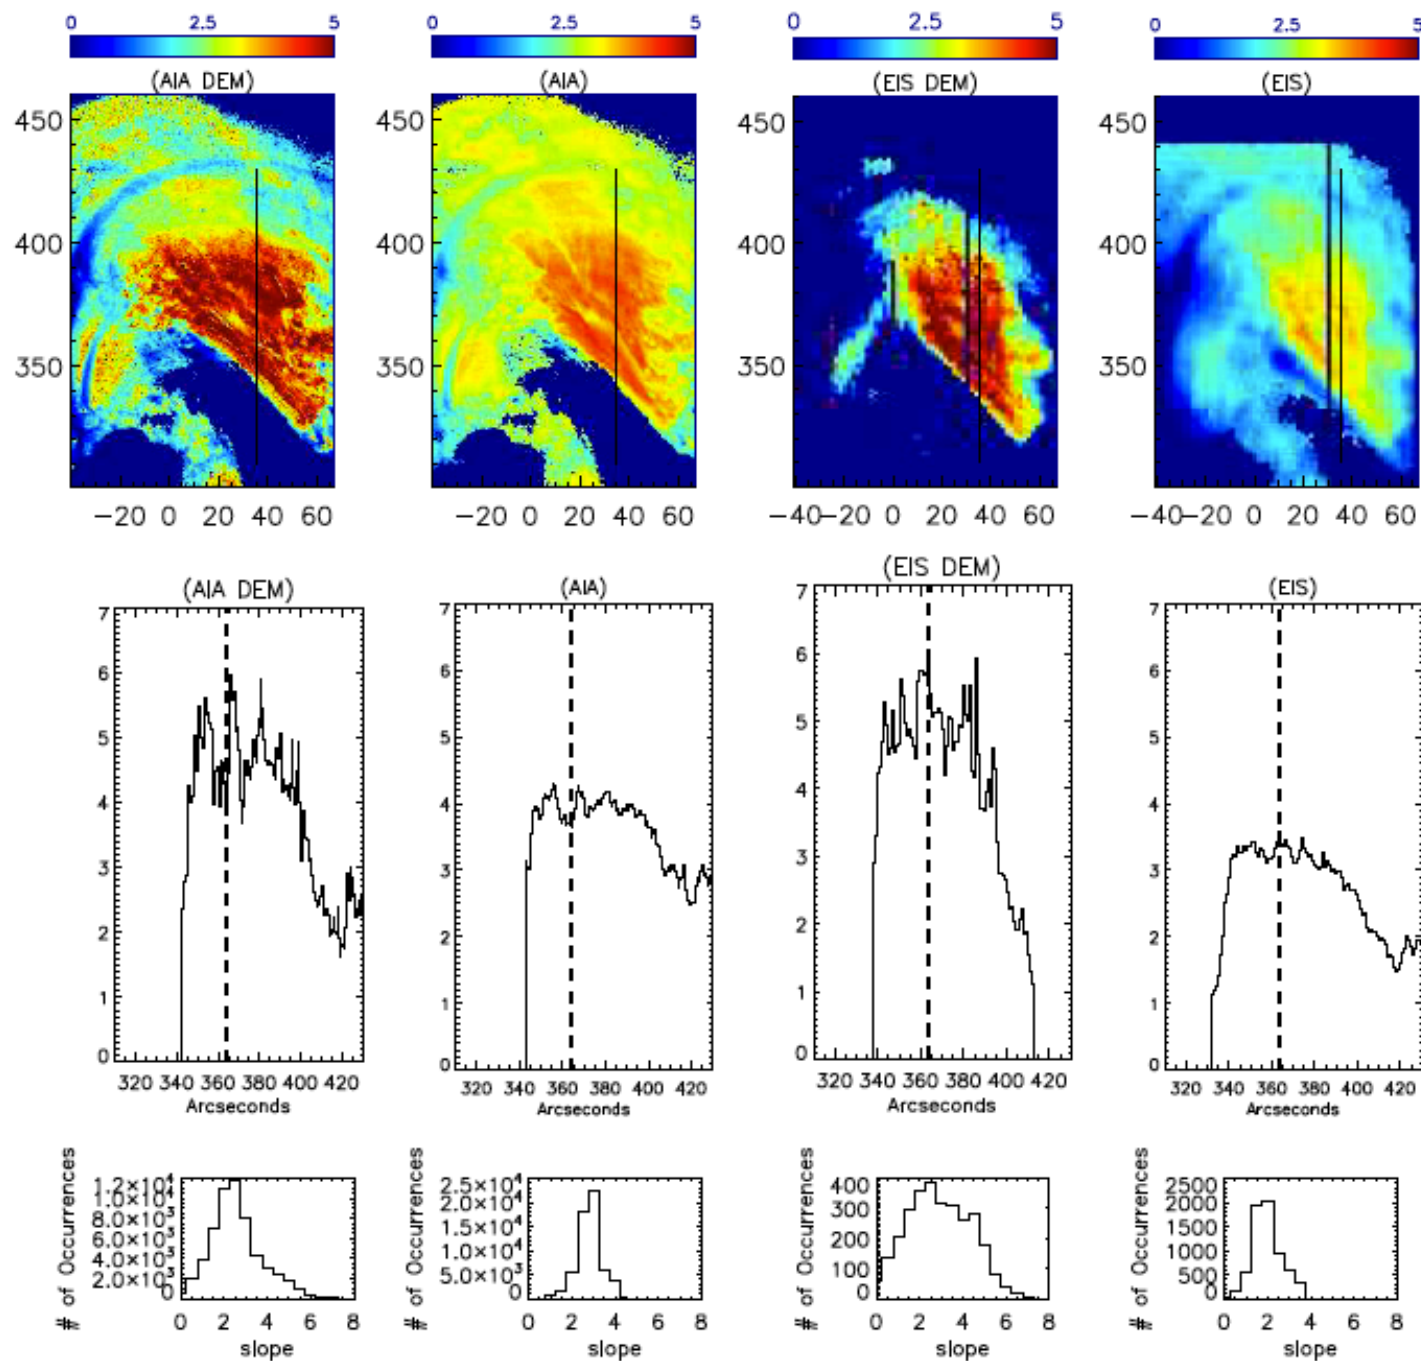 0 2.5 5 0 2.5 5 0 2.5 5 0 2.5 5
(AIA DEM) (AIA) (EIS DEM) (EIS)
450 450 450
400 400 400
350 350 350
−20 0 20 40 60 −20 0 20 40 60 −40 −20 0 20 40 60 −40 −20 0 20 40 60
(AIA DEM) (AIA) (EIS DEM) (EIS)
7 7 7 7
6 6 6 6
5 5 5 5
4 4 4 4
3 3 3 3
2 2 2 2
1 1 1 1
0 0 0 0
320 340 360 380 400 420 320 340 360 380 400 420 320 340 360 380 400 420 320 340 360 380 400 420
Arcseconds Arcseconds Arcseconds Arcseconds
# of Occurrences
1.2×10⁴
1.0×10⁴
8.0×10³
6.0×10³
4.0×10³
2.0×10³
0
0 2 4 6 8
slope
# of Occurrences
2.5×10⁴
2.0×10⁴
1.5×10⁴
1.0×10⁴
5.0×10³
0
0 2 4 6 8
slope
# of Occurrences
400
300
200
100
0
0 2 4 6 8
slope
# of Occurrences
2500
2000
1500
1000
500
0
0 2 4 6 8
slope